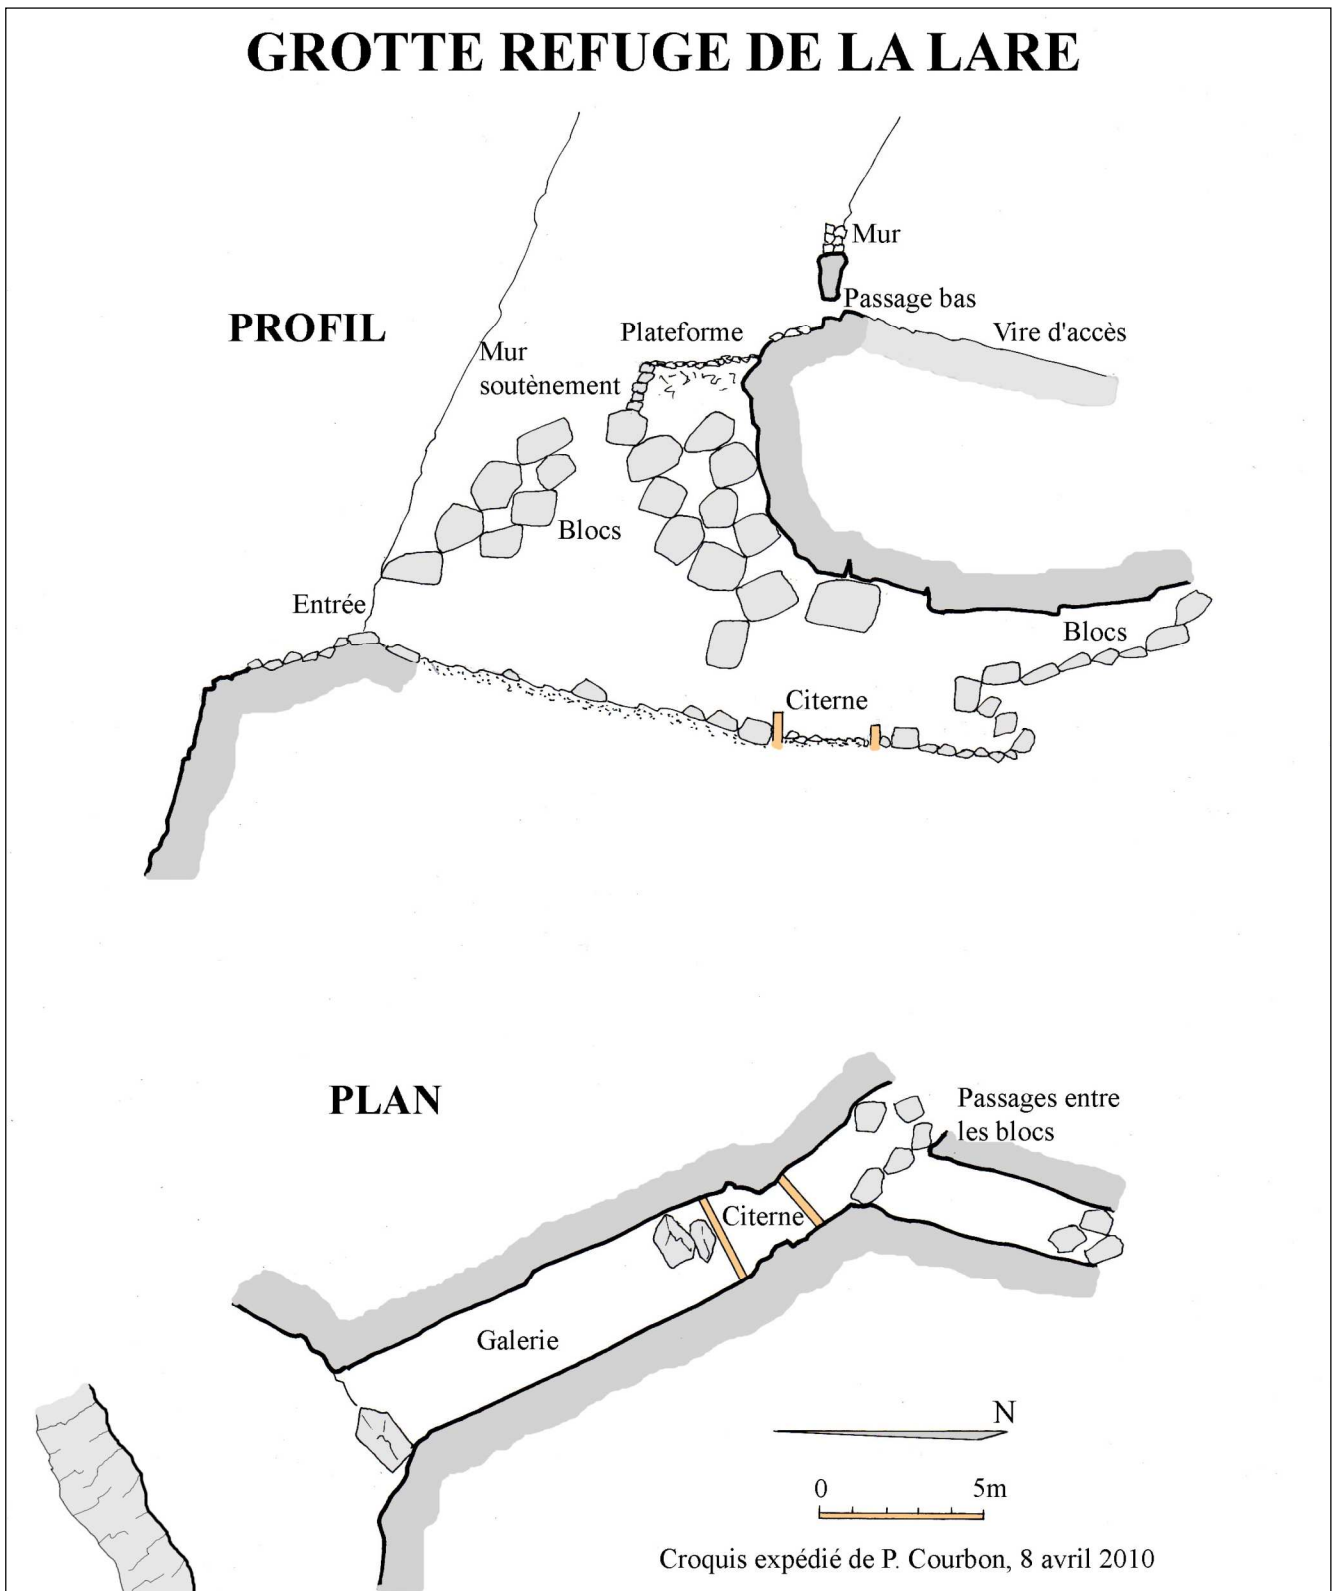 GROTTE REFUGE DE LA LARE
Mur
Passage bas
PROFIL
Plateforme
Vire d'accès
Mur
soutènement
Blocs
Entrée
Blocs
Citerne
PLAN
Passages entre
les blocs
Citerne
Galerie
N
0 5m
Croquis expédié de P. Courbon, 8 avril 2010